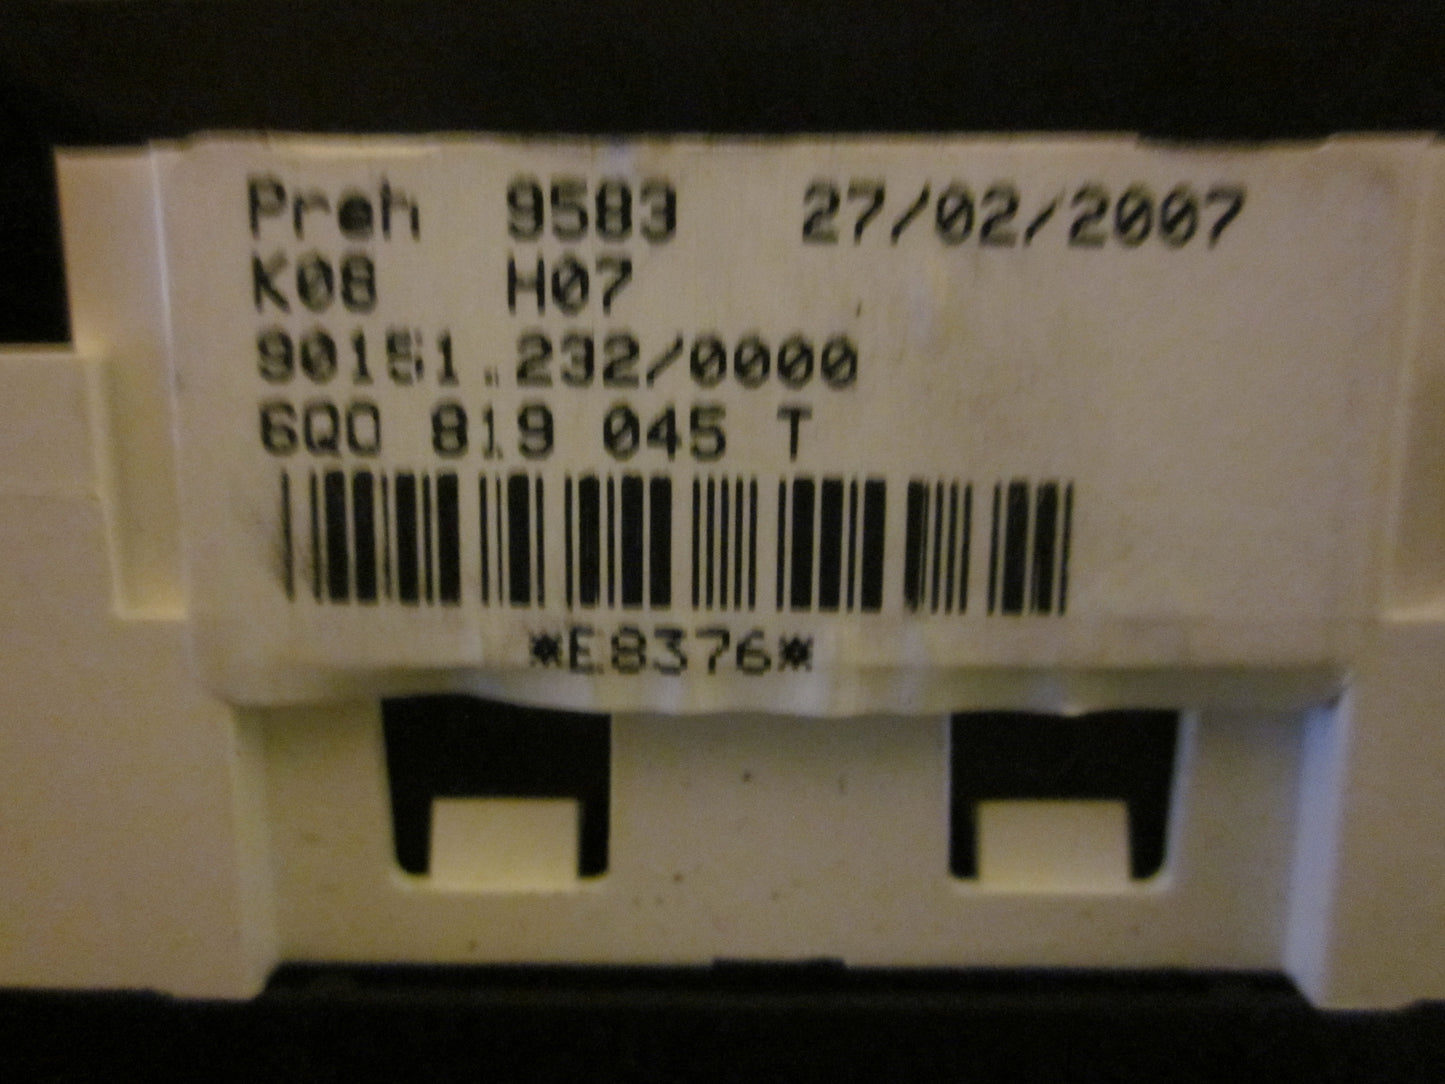 Preh 9583 27/02/2007
K08 H07
90151.232/0000
6Q0 819 045 T
*E8376*